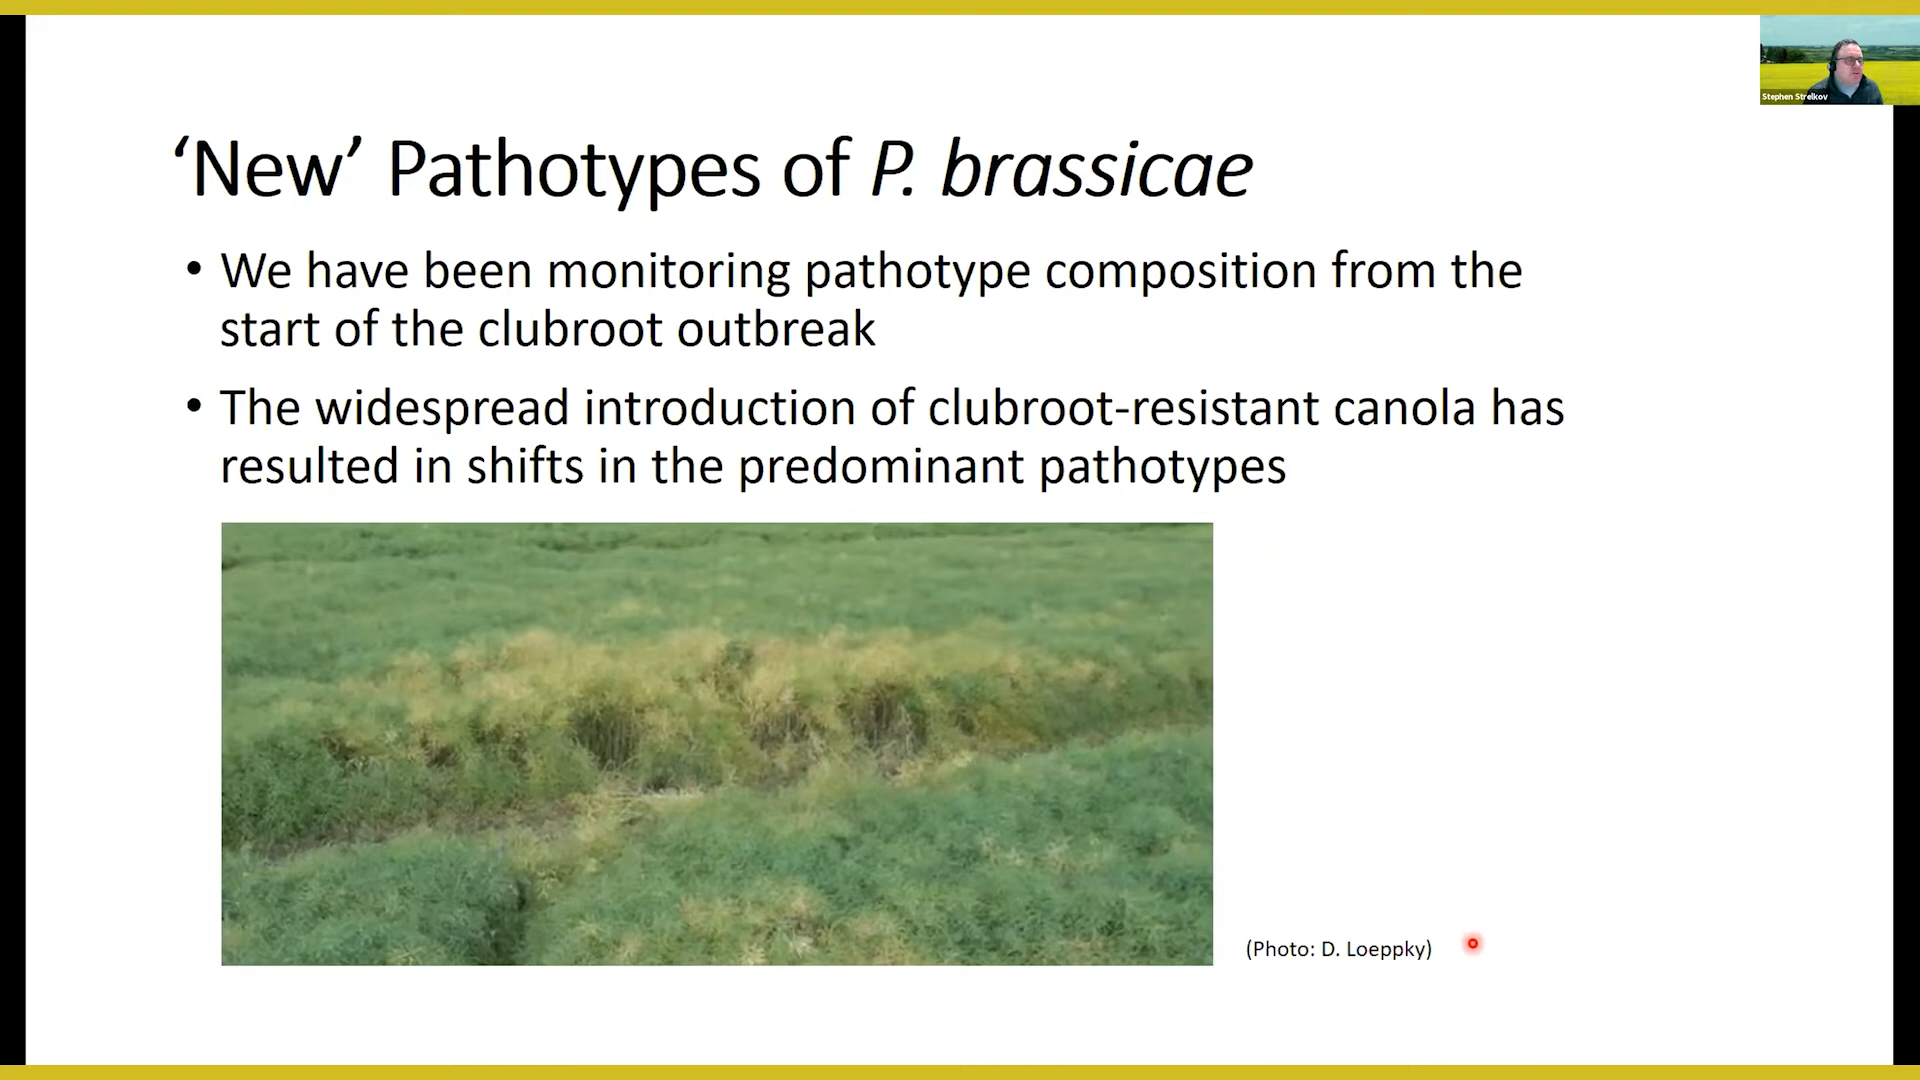 Stephen Strelkov
‘New’ Pathotypes of P. brassicae
• We have been monitoring pathotype composition from the
start of the clubroot outbreak
• The widespread introduction of clubroot-resistant canola has
resulted in shifts in the predominant pathotypes
(Photo: D. Loeppky)